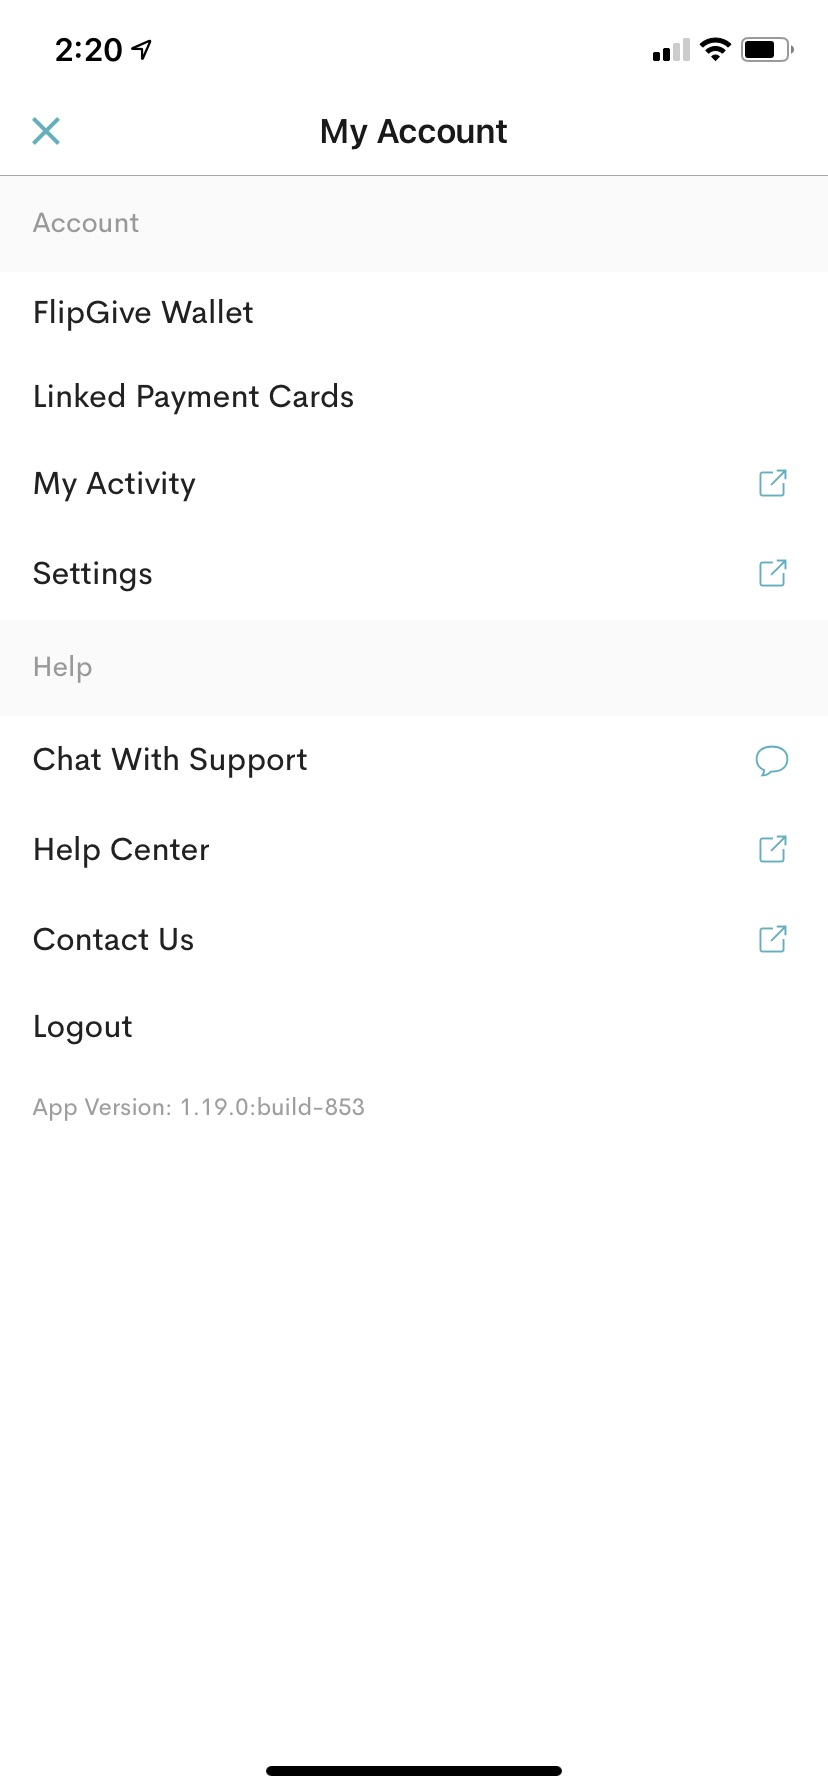 2:20
My Account
Account
FlipGive Wallet
Linked Payment Cards
My Activity
Settings
Help
Chat With Support
Help Center
Contact Us
Logout
App Version: 1.19.0:build-853